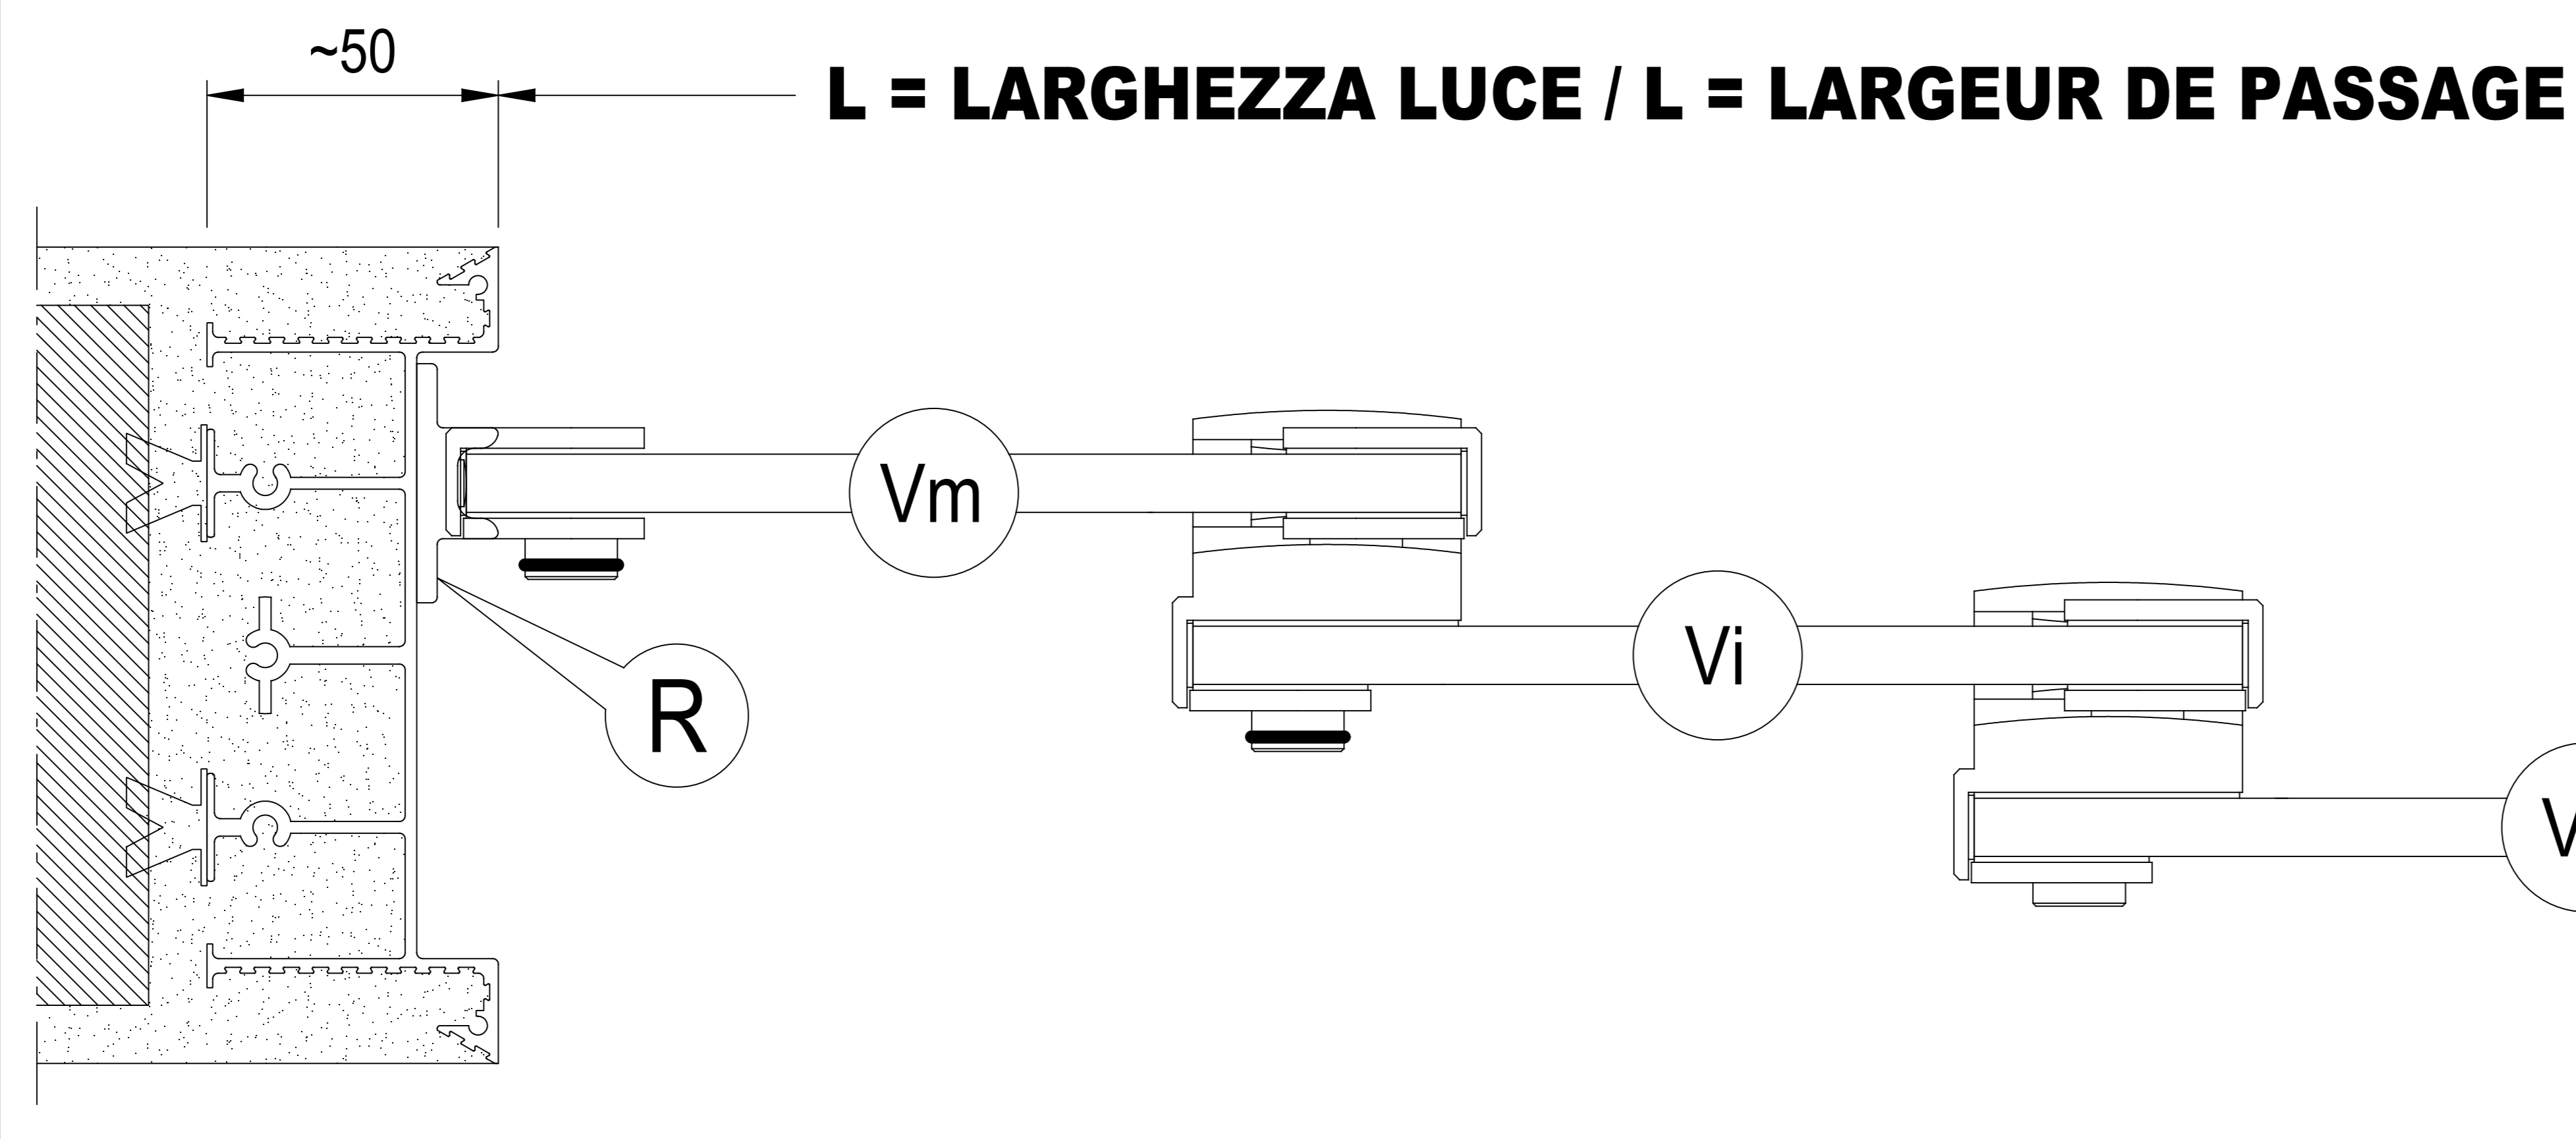 ~50
L = LARGHEZZA LUCE / L = LARGEUR DE PASSAGE
Vm
Vi
R
V